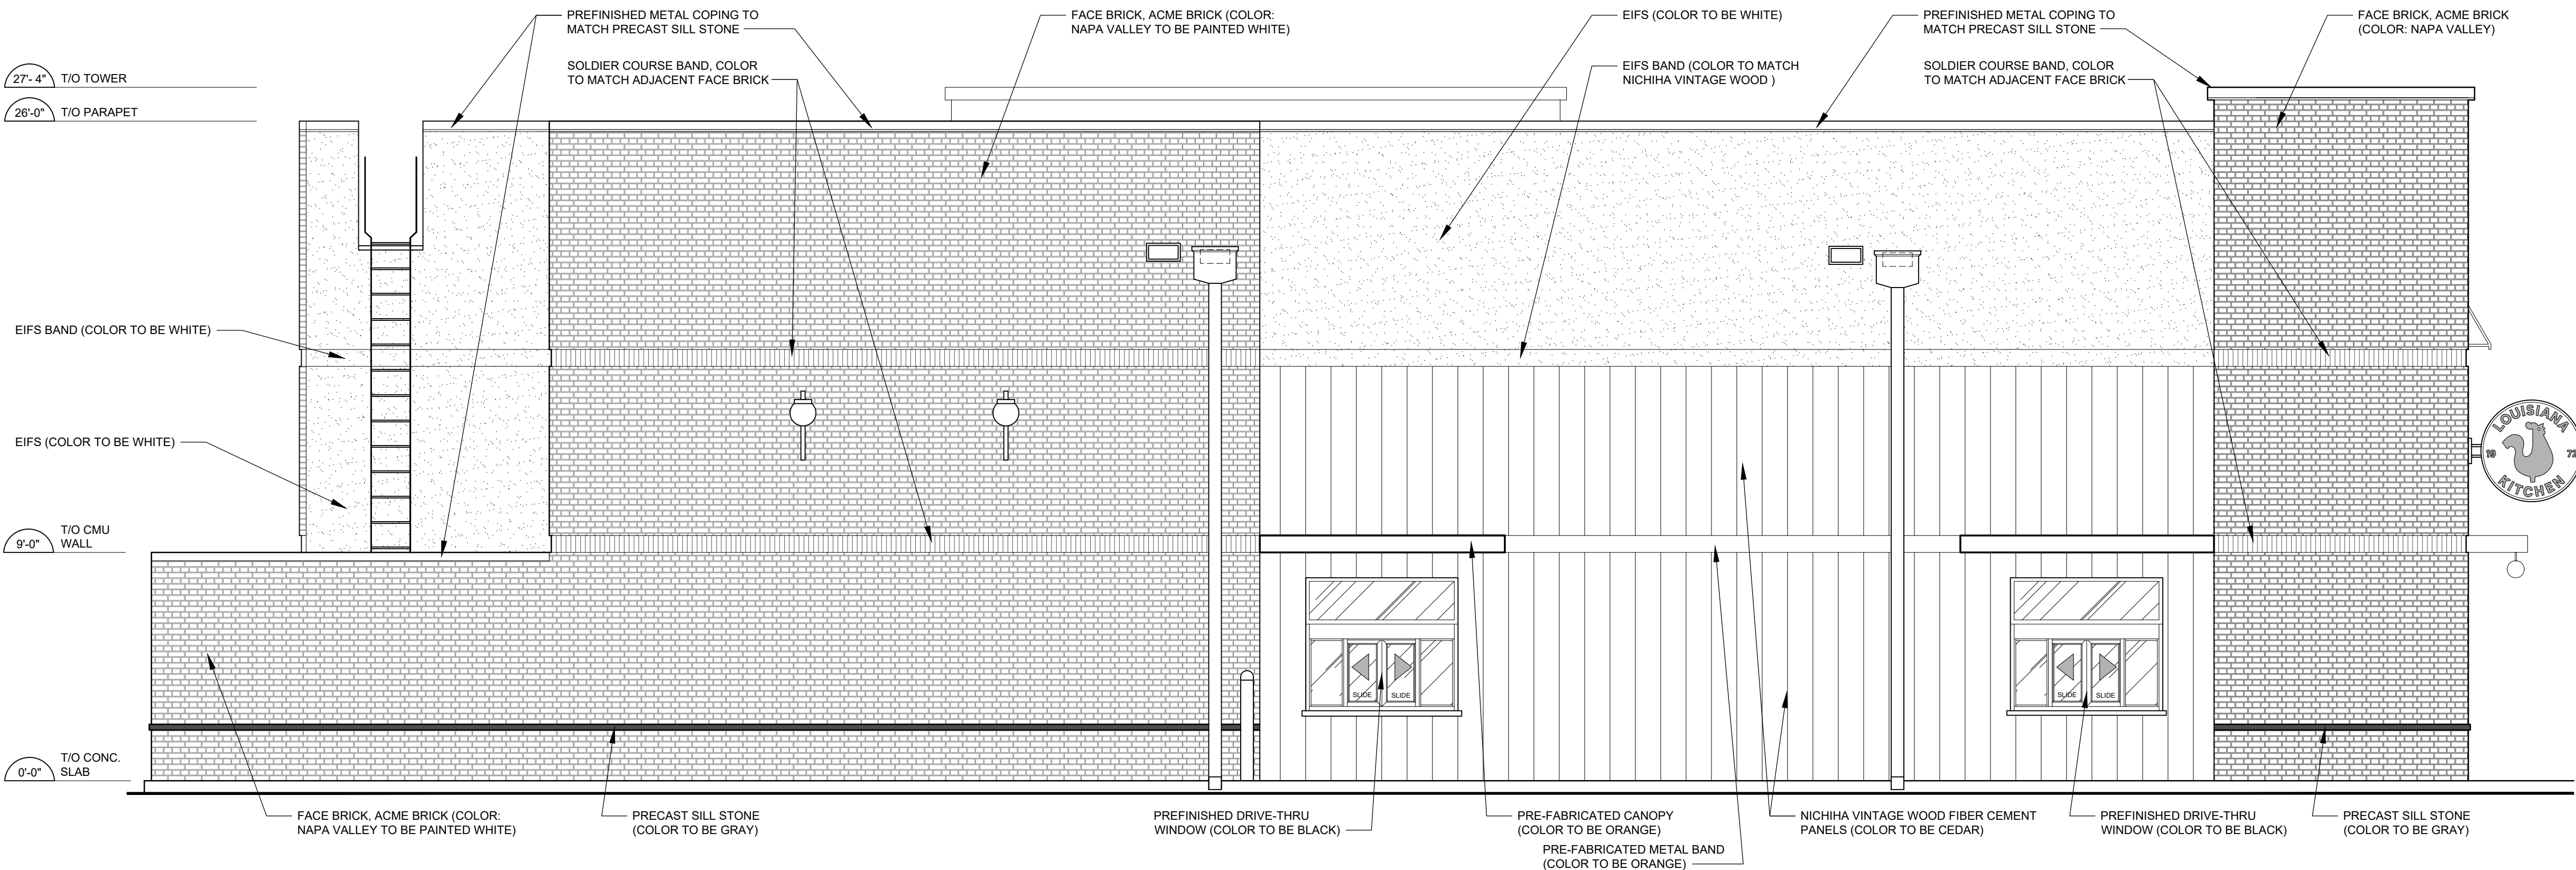 PREFINISHED METAL COPING TO
MATCH PRECAST SILL STONE
FACE BRICK, ACME BRICK (COLOR:
NAPA VALLEY TO BE PAINTED WHITE)
EIFS (COLOR TO BE WHITE)
PREFINISHED METAL COPING TO
MATCH PRECAST SILL STONE
FACE BRICK, ACME BRICK
(COLOR: NAPA VALLEY)
27'- 4" T/O TOWER
SOLDIER COURSE BAND, COLOR
TO MATCH ADJACENT FACE BRICK
EIFS BAND (COLOR TO MATCH
NICHIHA VINTAGE WOOD )
SOLDIER COURSE BAND, COLOR
TO MATCH ADJACENT FACE BRICK
26'-0" T/O PARAPET
EIFS BAND (COLOR TO BE WHITE)
EIFS (COLOR TO BE WHITE)
LOUISIANA
19 72
KITCHEN
9'-0" T/O CMU
WALL
SLIDE SLIDE
SLIDE SLIDE
0'-0" T/O CONC.
SLAB
FACE BRICK, ACME BRICK (COLOR:
NAPA VALLEY TO BE PAINTED WHITE)
PRECAST SILL STONE
(COLOR TO BE GRAY)
PREFINISHED DRIVE-THRU
WINDOW (COLOR TO BE BLACK)
PRE-FABRICATED CANOPY
(COLOR TO BE ORANGE)
PRE-FABRICATED METAL BAND
(COLOR TO BE ORANGE)
NICHIHA VINTAGE WOOD FIBER CEMENT
PANELS (COLOR TO BE CEDAR)
PREFINISHED DRIVE-THRU
WINDOW (COLOR TO BE BLACK)
PRECAST SILL STONE
(COLOR TO BE GRAY)